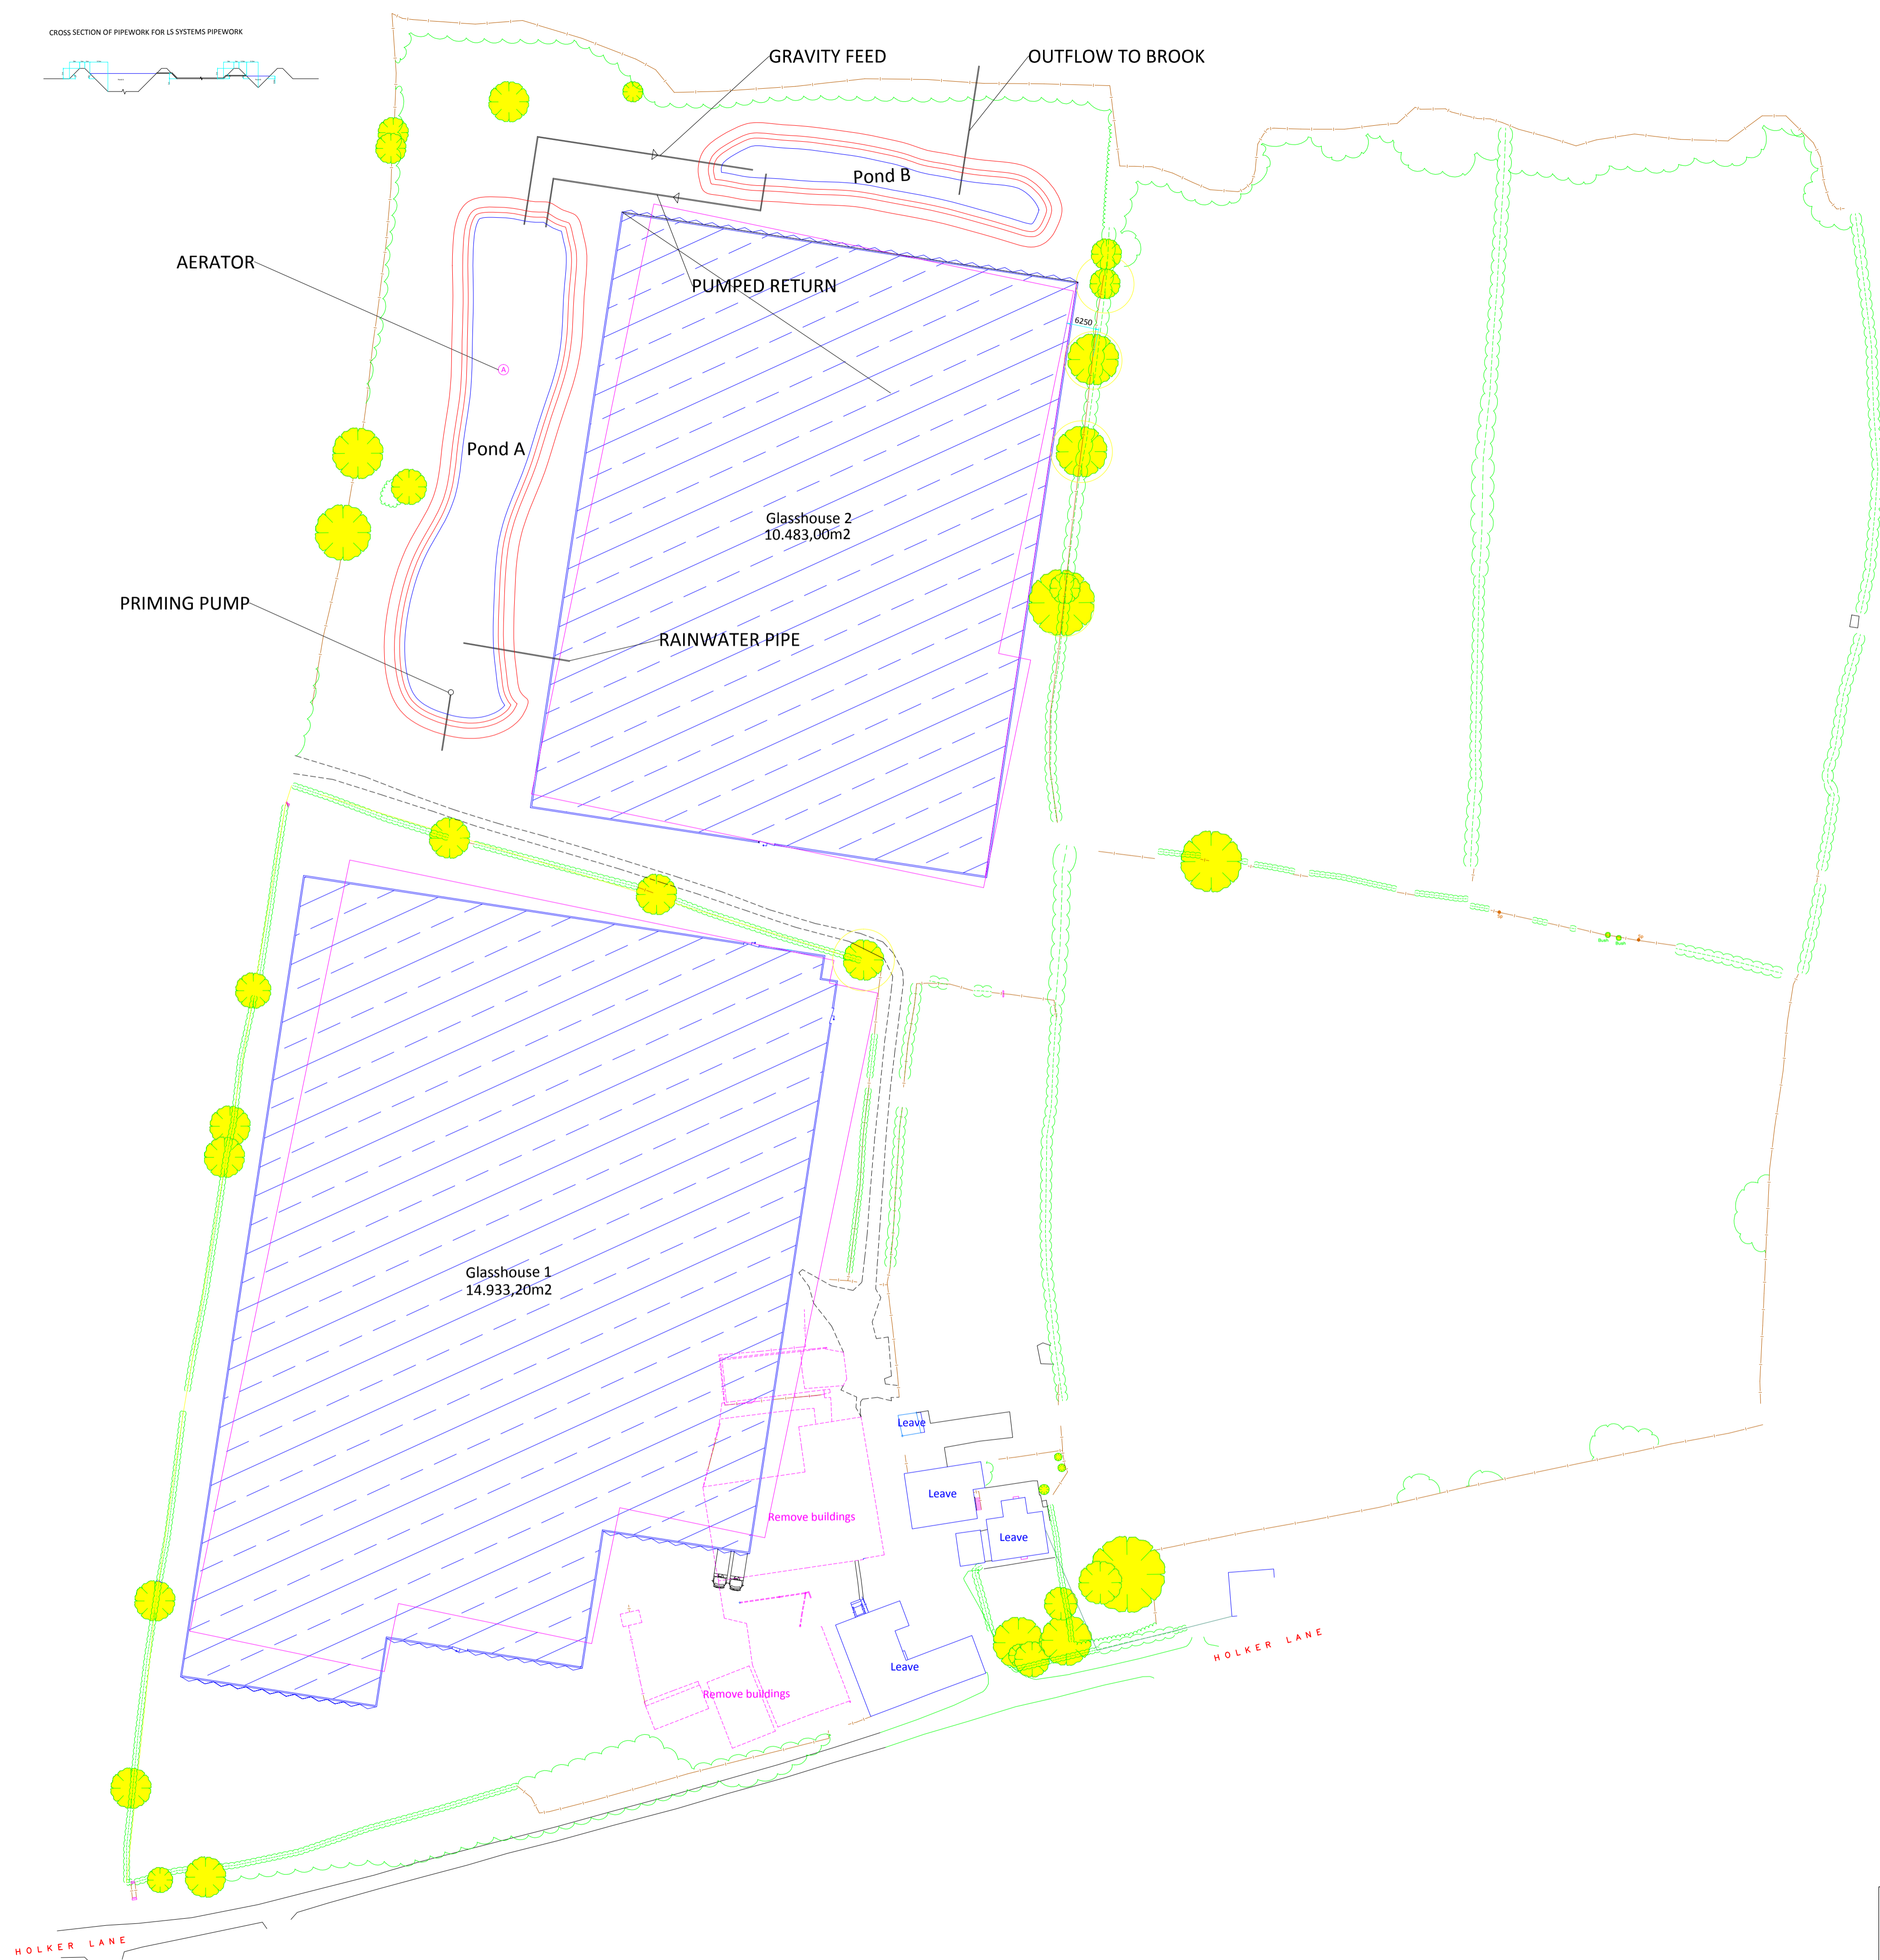 CROSS SECTION OF PIPEWORK FOR LS SYSTEMS PIPEWORK
GRAVITY FEED
OUTFLOW TO BROOK
Pond B
AERATOR
PUMPED RETURN
6250
A
Pond A
Glasshouse 2
10.483,00m2
PRIMING PUMP
RAINWATER PIPE
Glasshouse 1
14.933,20m2
Leave
Leave
Remove buildings
Leave
HOLKER LANE
Leave
Remove buildings
HOLKER LANE